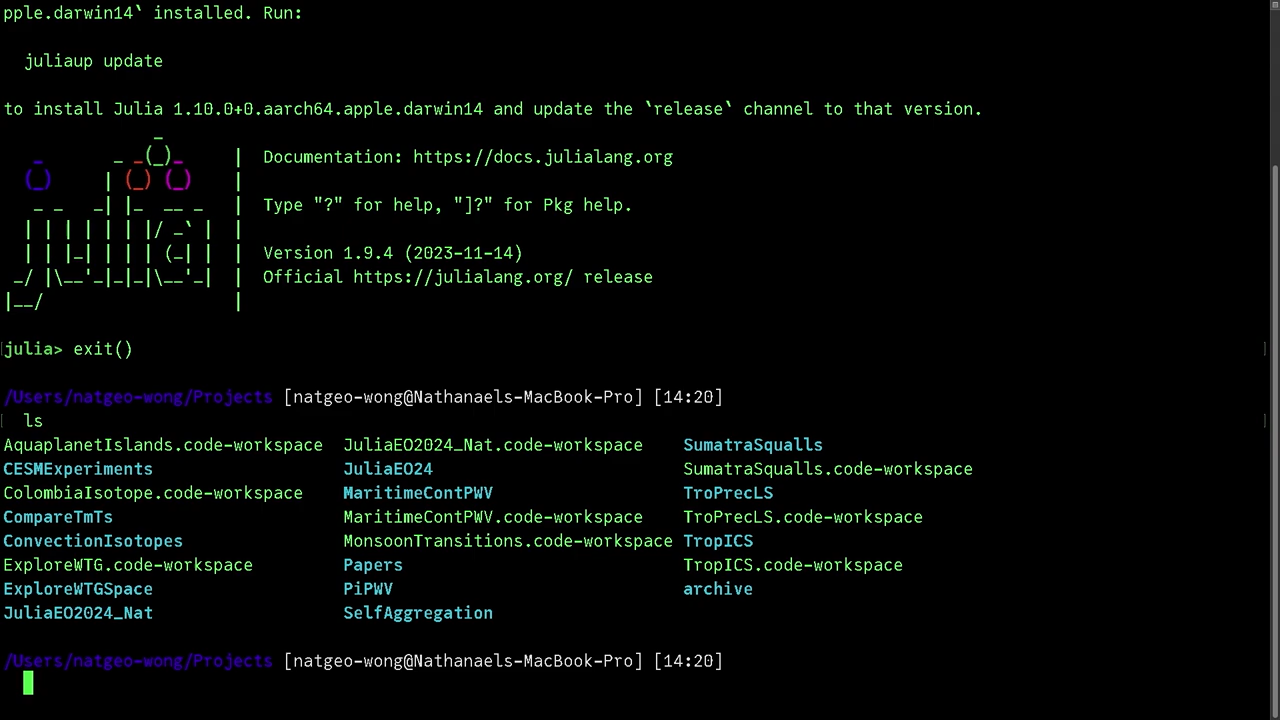 pple.darwin14` installed. Run:
juliaup update
to install Julia 1.10.0+0.aarch64.apple.darwin14 and update the `release` channel to that version.
               _
   _       _ _(_)_     |  Documentation: https://docs.julialang.org
  (_)     | (_) (_)    |
   _ _   _| |_  __ _   |  Type "?" for help, "]?" for Pkg help.
  | | | | | | |/ _` |  |
  | | |_| | | | (_| |  |  Version 1.9.4 (2023-11-14)
 _/ |\__'_|_|_|\__'_|  |  Official https://julialang.org/ release
|__/                   |
julia> exit()
/Users/natgeo-wong/Projects [natgeo-wong@Nathanaels-MacBook-Pro] [14:20]
ls
AquaplanetIslands.code-workspace  JuliaEO2024_Nat.code-workspace    SumatraSqualls
CESMExperiments                   JuliaEO24                         SumatraSqualls.code-workspace
ColombiaIsotope.code-workspace    MaritimeContPWV                   TroPrecLS
CompareTmTs                       MaritimeContPWV.code-workspace    TroPrecLS.code-workspace
ConvectionIsotopes                MonsoonTransitions.code-workspace TropICS
ExploreWTG.code-workspace         Papers                            TropICS.code-workspace
ExploreWTGSpace                   PiPWV                             archive
JuliaEO2024_Nat                   SelfAggregation
/Users/natgeo-wong/Projects [natgeo-wong@Nathanaels-MacBook-Pro] [14:20]